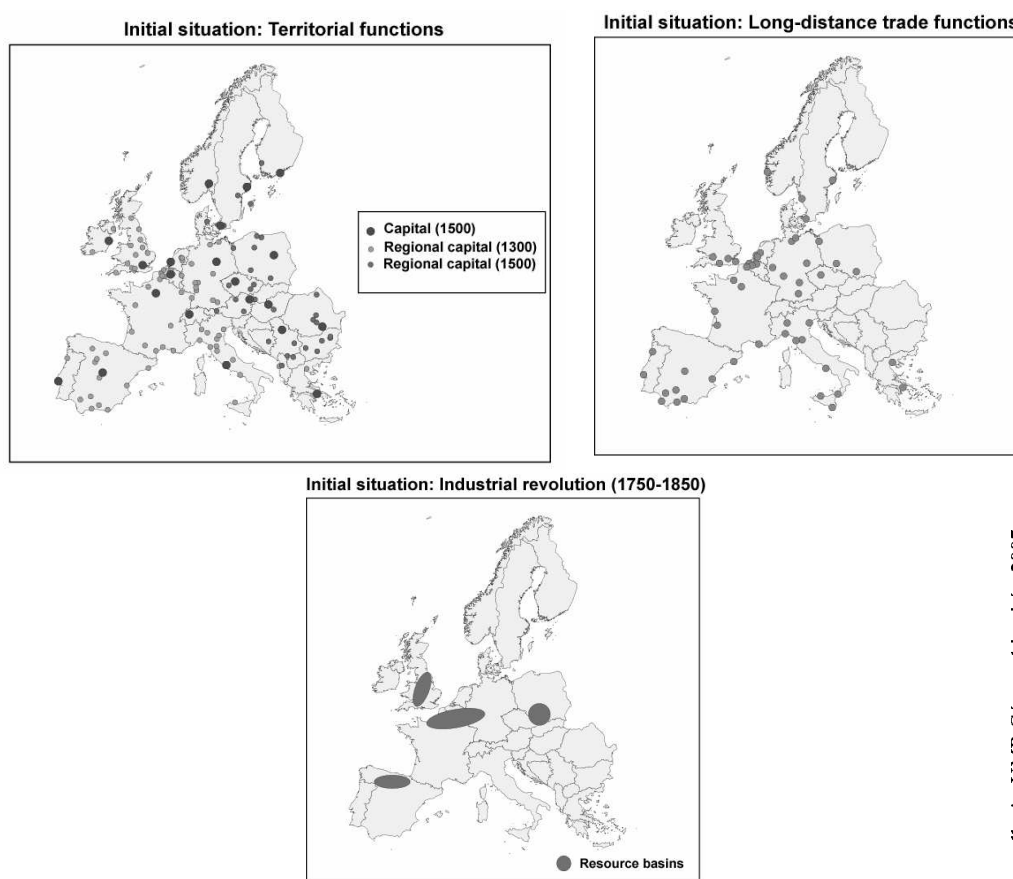 Initial situation: Territorial functions
Capital (1500)
Regional capital (1300)
Regional capital (1500)
Initial situation: Long-distance trade functions
Initial situation: Industrial revolution (1750-1850)
Resource basins